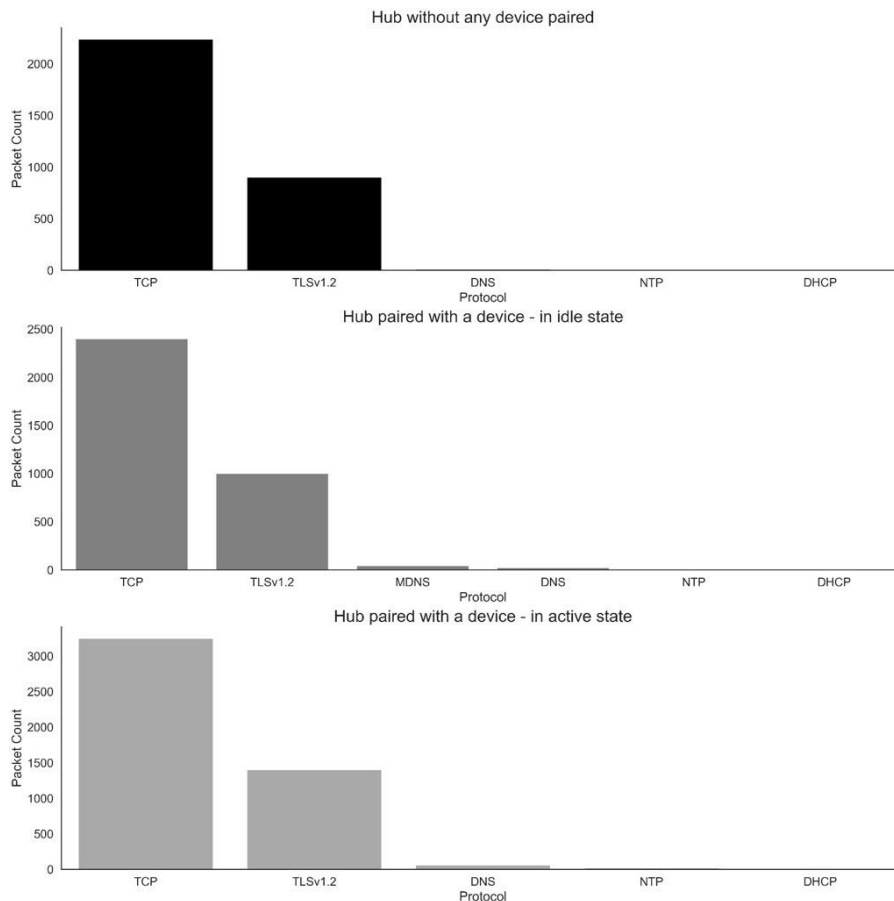 Hub without any device paired
Packet Count
2000
1500
1000
500
0
TCP TLSv1.2 DNS NTP DHCP
Protocol
Hub paired with a device - in idle state
Packet Count
2500
2000
1500
1000
500
0
TCP TLSv1.2 MDNS DNS NTP DHCP
Protocol
Hub paired with a device - in active state
Packet Count
3000
2500
2000
1500
1000
500
0
TCP TLSv1.2 DNS NTP DHCP
Protocol